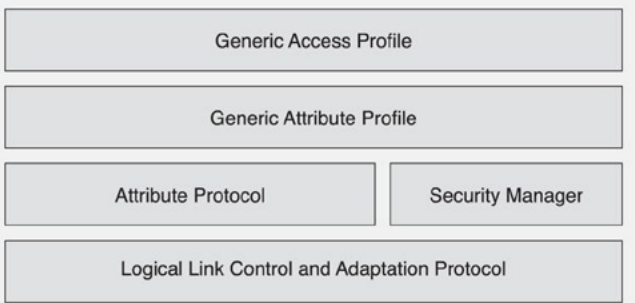 Generic Access Profile
Generic Attribute Profile
Attribute Protocol
Security Manager
Logical Link Control and Adaptation Protocol